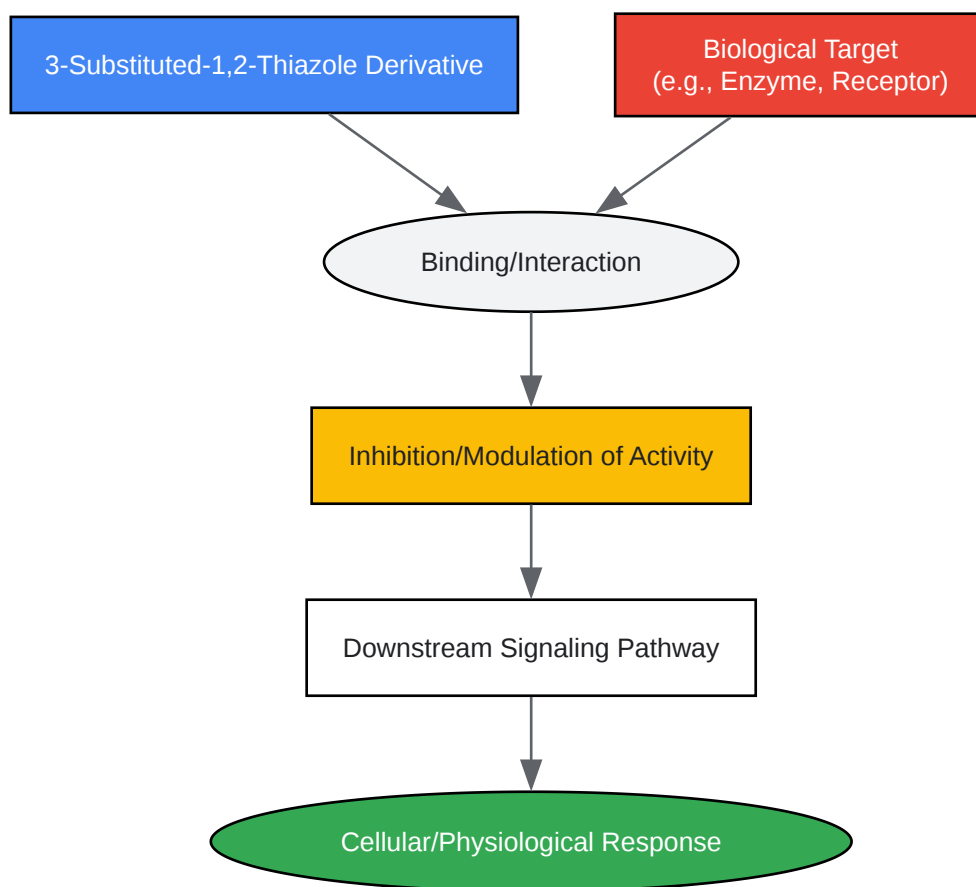 3-Substituted-1,2-Thiazole Derivative
Biological Target
(e.g., Enzyme, Receptor)
Binding/Interaction
Inhibition/Modulation of Activity
Downstream Signaling Pathway
Cellular/Physiological Response